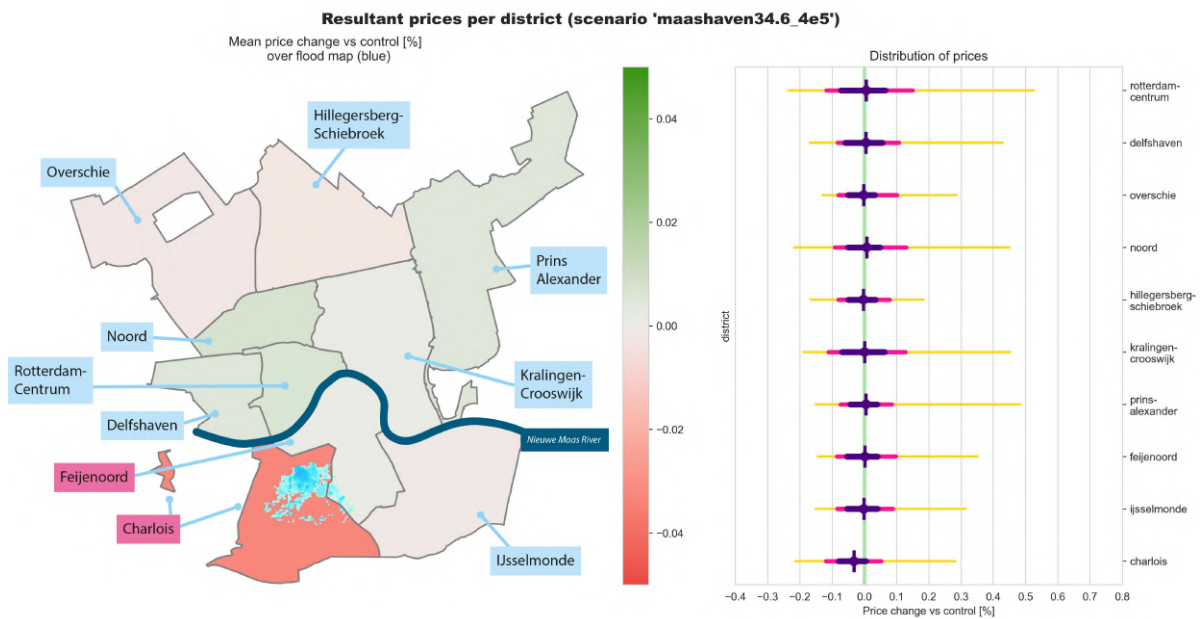 Resultant prices per district (scenario 'maashaven34.6_4e5')
Mean price change vs control [%]
over flood map (blue)
Hillegersberg-
Schiebroek
Overschie
Prins
Alexander
Noord
Rotterdam-
Centrum
Kralingen-
Crooswijk
Delfshaven
Nieuwe Maas River
Feijenoord
Charlois
IJsselmonde
0.04
0.02
0.00
−0.02
−0.04
Distribution of prices
rotterdam-
centrum
delfshaven
overschie
noord
hillegersberg-
schiebroek
kralingen-
crooswijk
prins-
alexander
feijenoord
ijsselmonde
charlois
district
−0.4 −0.3 −0.2 −0.1 0.0 0.1 0.2 0.3 0.4 0.5 0.6 0.7 0.8
Price change vs control [%]